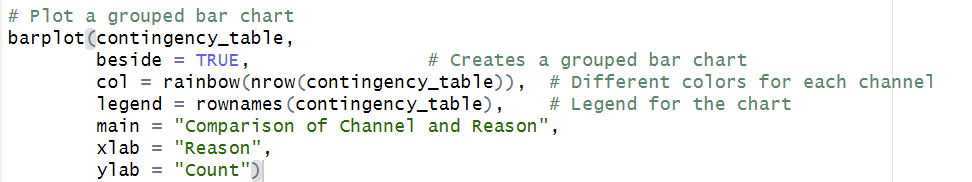 # Plot a grouped bar chart
barplot(contingency_table,
        beside = TRUE,                # Creates a grouped bar chart
        col = rainbow(nrow(contingency_table)),  # Different colors for each channel
        legend = rownames(contingency_table),    # Legend for the chart
        main = "Comparison of Channel and Reason",
        xlab = "Reason",
        ylab = "Count")